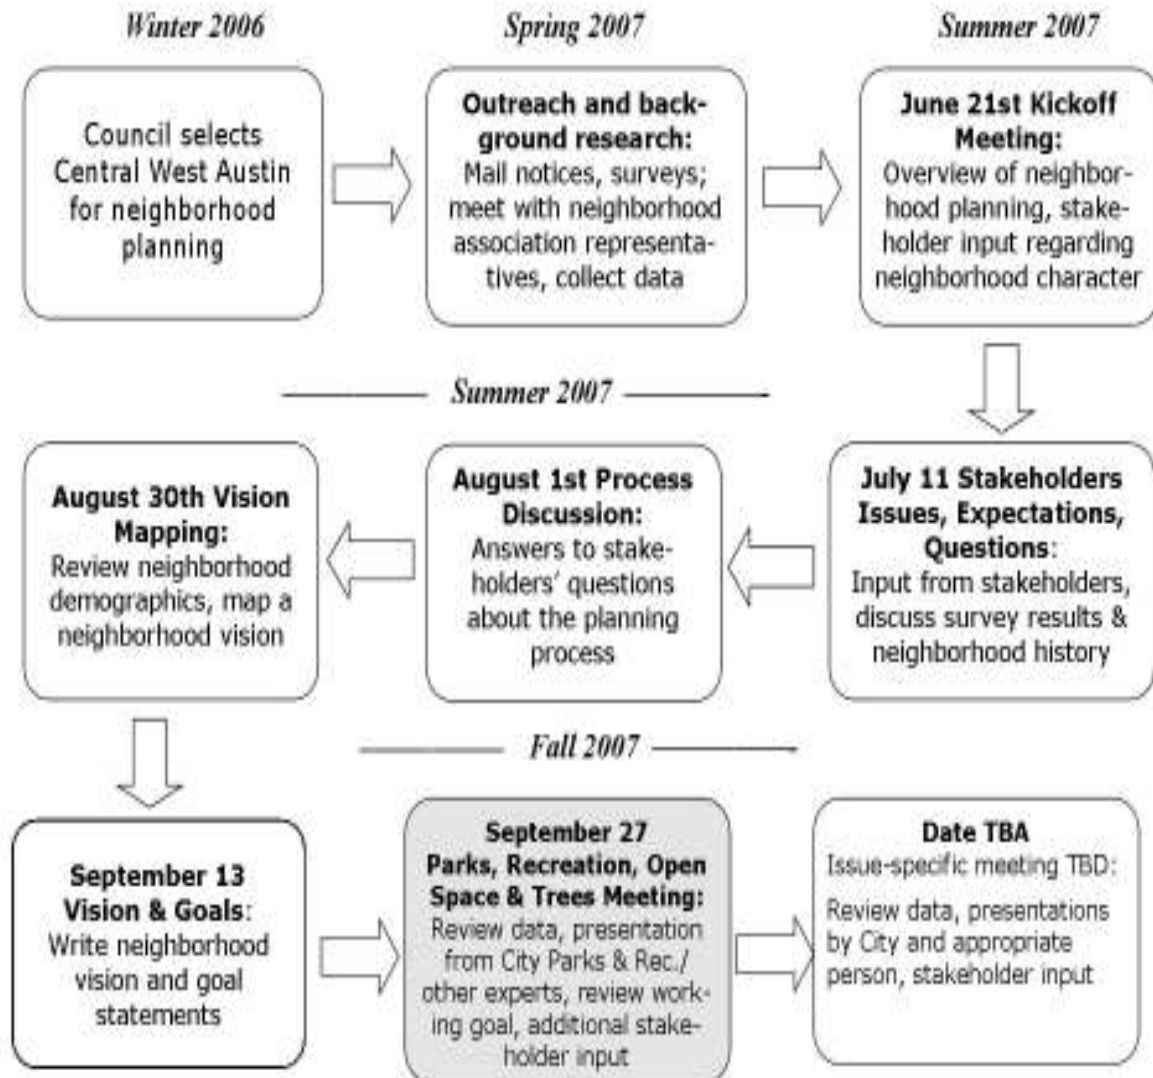 Winter 2006
Spring 2007
Summer 2007
Council selects
Central West Austin
for neighborhood
planning
Outreach and back-
ground research:
Mail notices, surveys;
meet with neighborhood
association representa-
tives, collect data
June 21st Kickoff
Meeting:
Overview of neighbor-
hood planning, stake-
holder input regarding
neighborhood character
Summer 2007
July 11 Stakeholders
Issues, Expectations,
Questions:
Input from stakeholders,
discuss survey results &
neighborhood history
August 1st Process
Discussion:
Answers to stake-
holders' questions
about the planning
process
August 30th Vision
Mapping:
Review neighborhood
demographics, map a
neighborhood vision
Fall 2007
September 13
Vision & Goals:
Write neighborhood
vision and goal
statements
September 27
Parks, Recreation, Open
Space & Trees Meeting:
Review data, presentation
from City Parks & Rec./
other experts, review work-
ing goal, additional stake-
holder input
Date TBA
Issue-specific meeting TBD:
Review data, presentations
by City and appropriate
person, stakeholder input